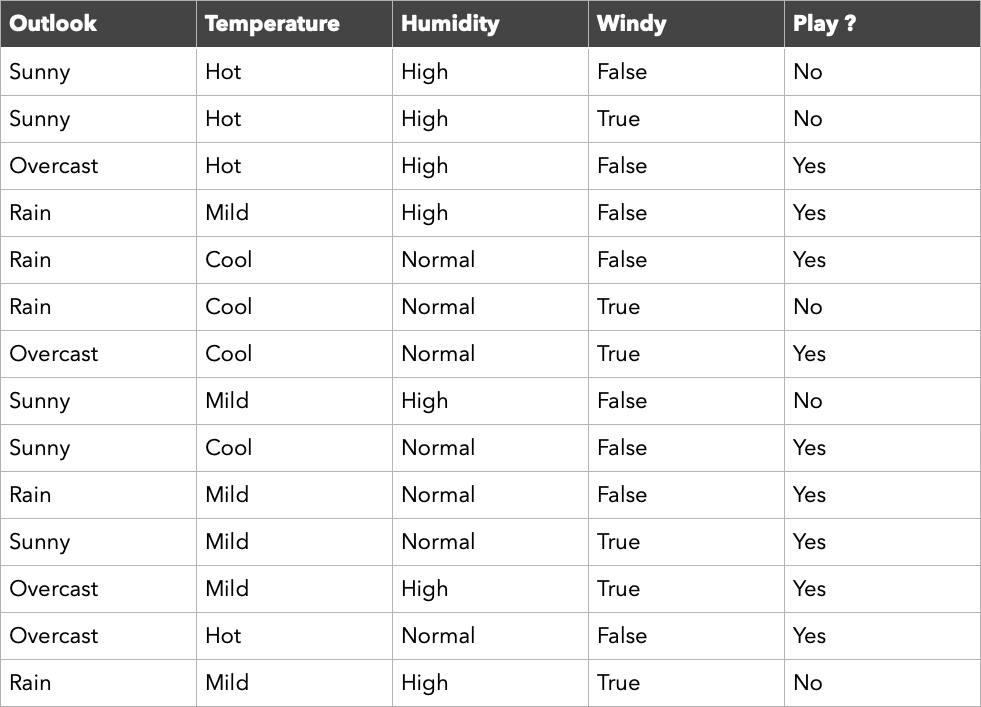 Outlook Temperature Humidity Windy Play ?
Sunny Hot High False No
Sunny Hot High True No
Overcast Hot High False Yes
Rain Mild High False Yes
Rain Cool Normal False Yes
Rain Cool Normal True No
Overcast Cool Normal True Yes
Sunny Mild High False No
Sunny Cool Normal False Yes
Rain Mild Normal False Yes
Sunny Mild Normal True Yes
Overcast Mild High True Yes
Overcast Hot Normal False Yes
Rain Mild High True No